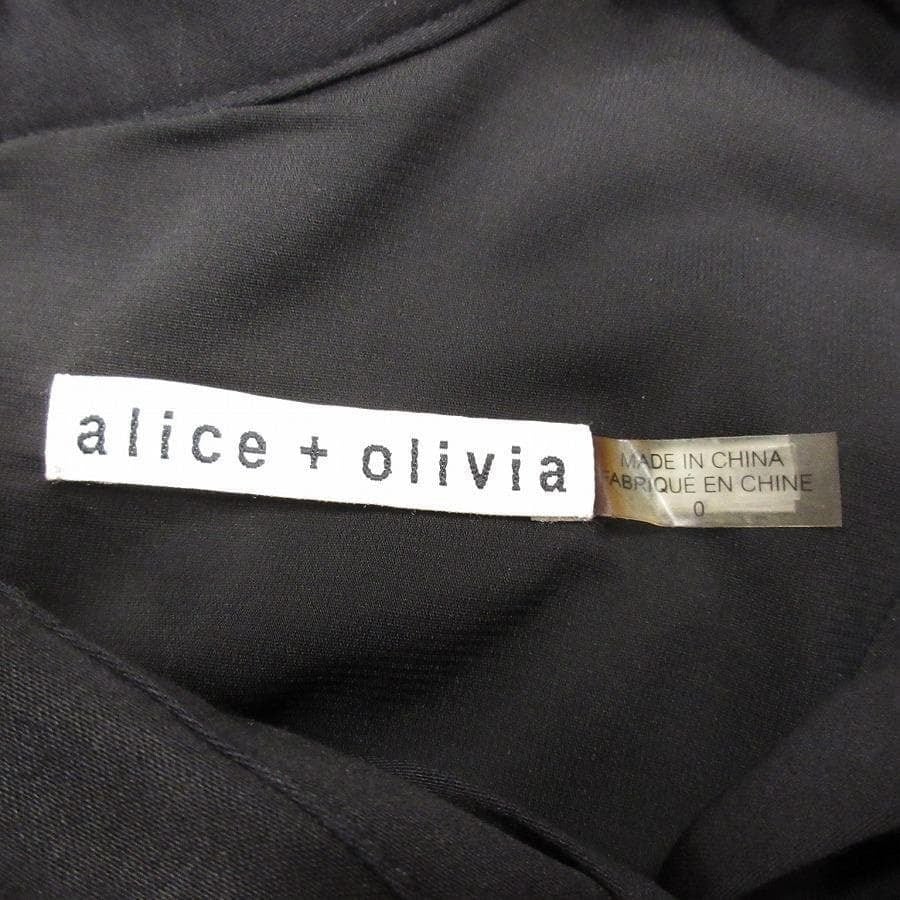 alice + olivia
MADE IN CHINA
FABRIQUÉ EN CHINE
0